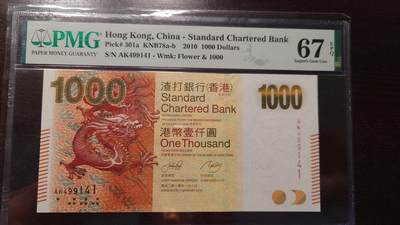 PMG
PAPER MONEY GUARANTY
Hong Kong, China - Standard Chartered Bank
Pick# 301a KNB78a-b 2010 1000 Dollars
S/N AK499141 - Wmk: Flower & 1000
67 EPQ
Superb Gem Unc
1000
渣打銀行(香港)
Standard
Chartered Bank
港幣壹仟圓
One Thousand
1000
AK499141
AK499141